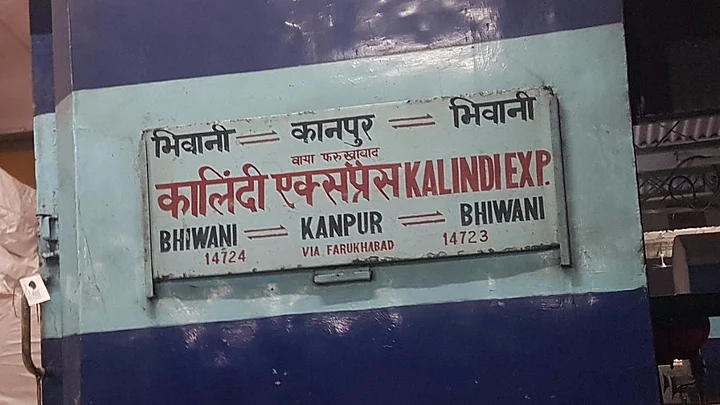 भिवानी ⇌ कानपुर ⇌ भिवानी
वाया फरुखाबाद
कालिंदी एक्सप्रैस KALINDI EXP.
BHIWANI ⇌ KANPUR ⇌ BHIWANI
14724 VIA FARUKHABAD 14723